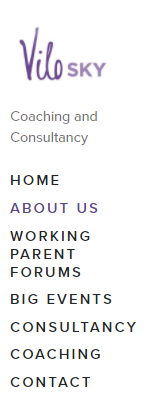 Vilo SKY
Coaching and
Consultancy
HOME
ABOUT US
WORKING
PARENT
FORUMS
BIG EVENTS
CONSULTANCY
COACHING
CONTACT